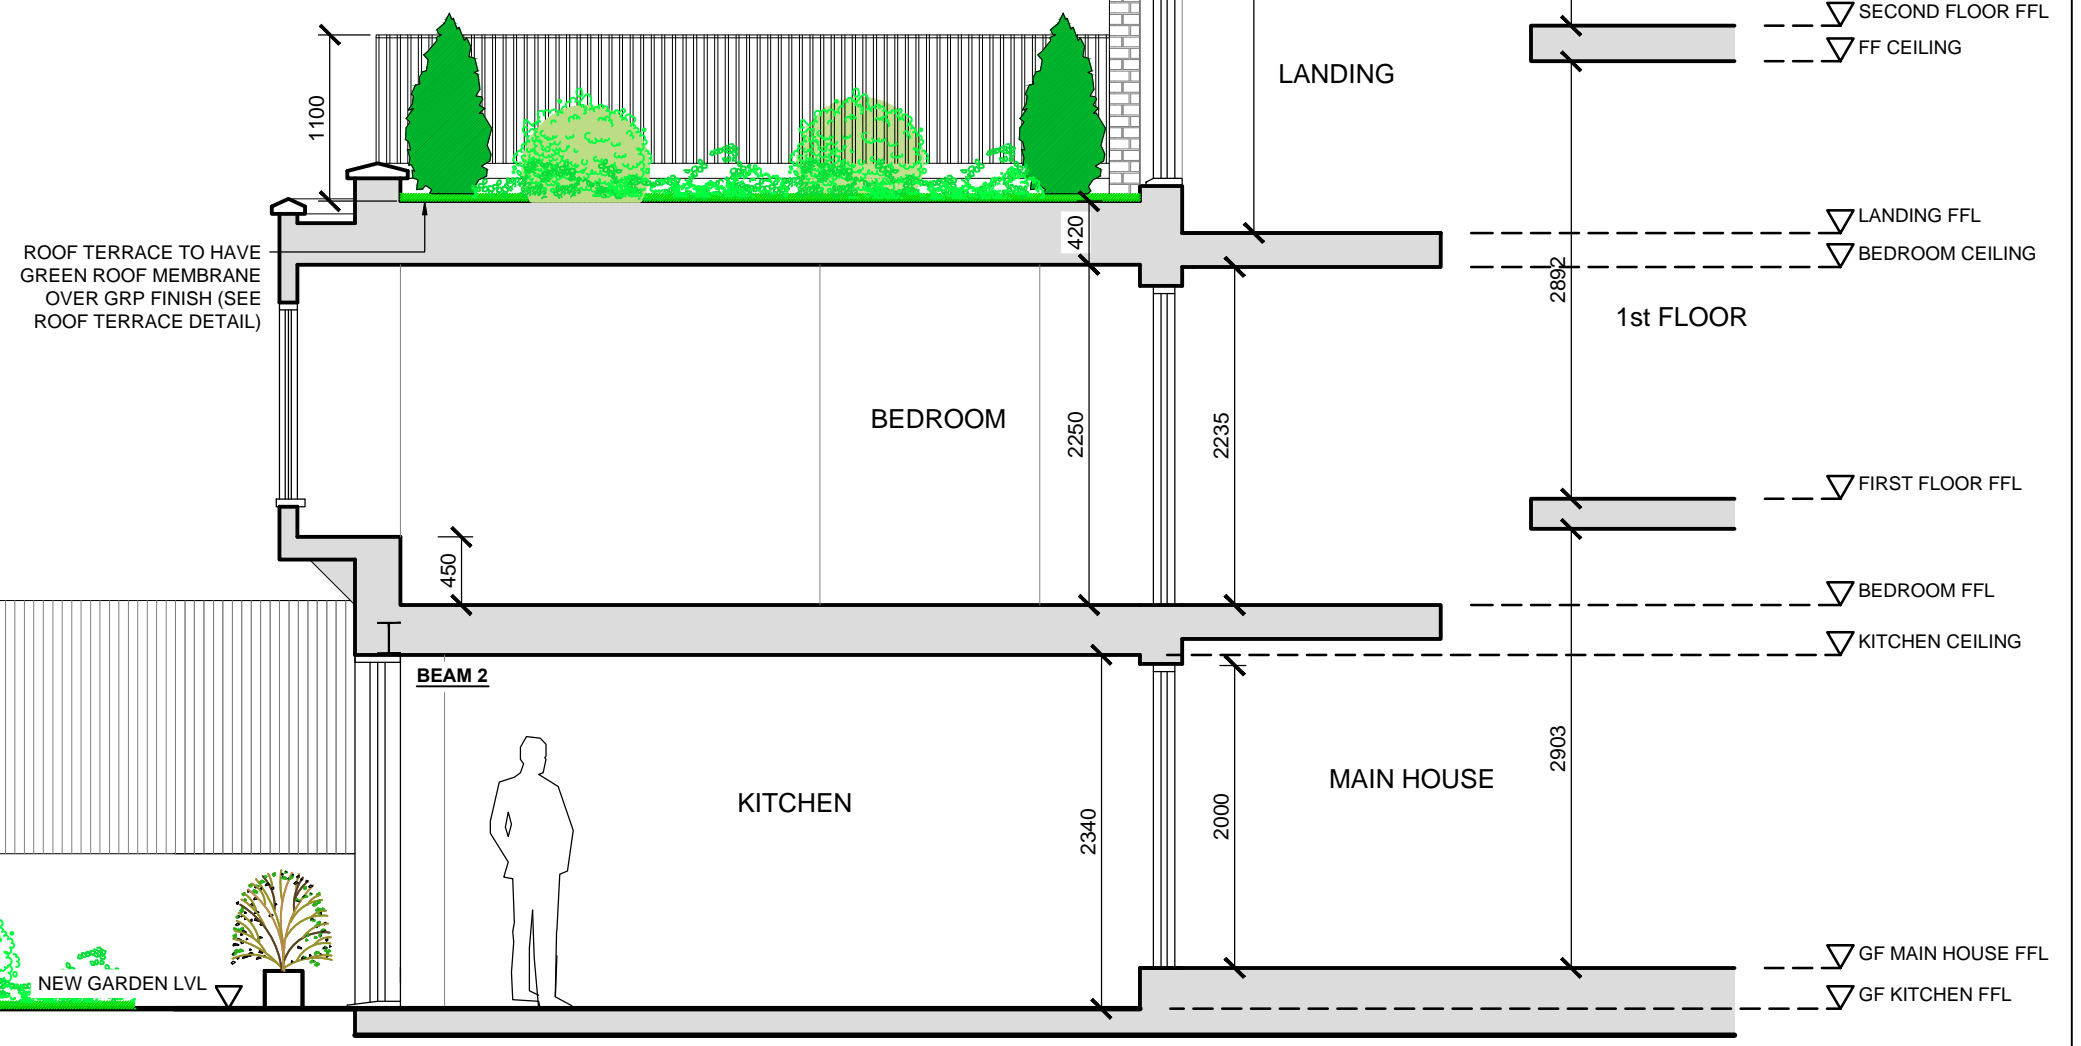 SECOND FLOOR FFL
FF CEILING
LANDING
1100
LANDING FFL
420
BEDROOM CEILING
ROOF TERRACE TO HAVE
GREEN ROOF MEMBRANE
OVER GRP FINISH (SEE
ROOF TERRACE DETAIL)
2892
1st FLOOR
BEDROOM
2250
2235
FIRST FLOOR FFL
450
BEDROOM FFL
KITCHEN CEILING
BEAM 2
2903
MAIN HOUSE
KITCHEN
2340
2000
GF MAIN HOUSE FFL
NEW GARDEN LVL
GF KITCHEN FFL